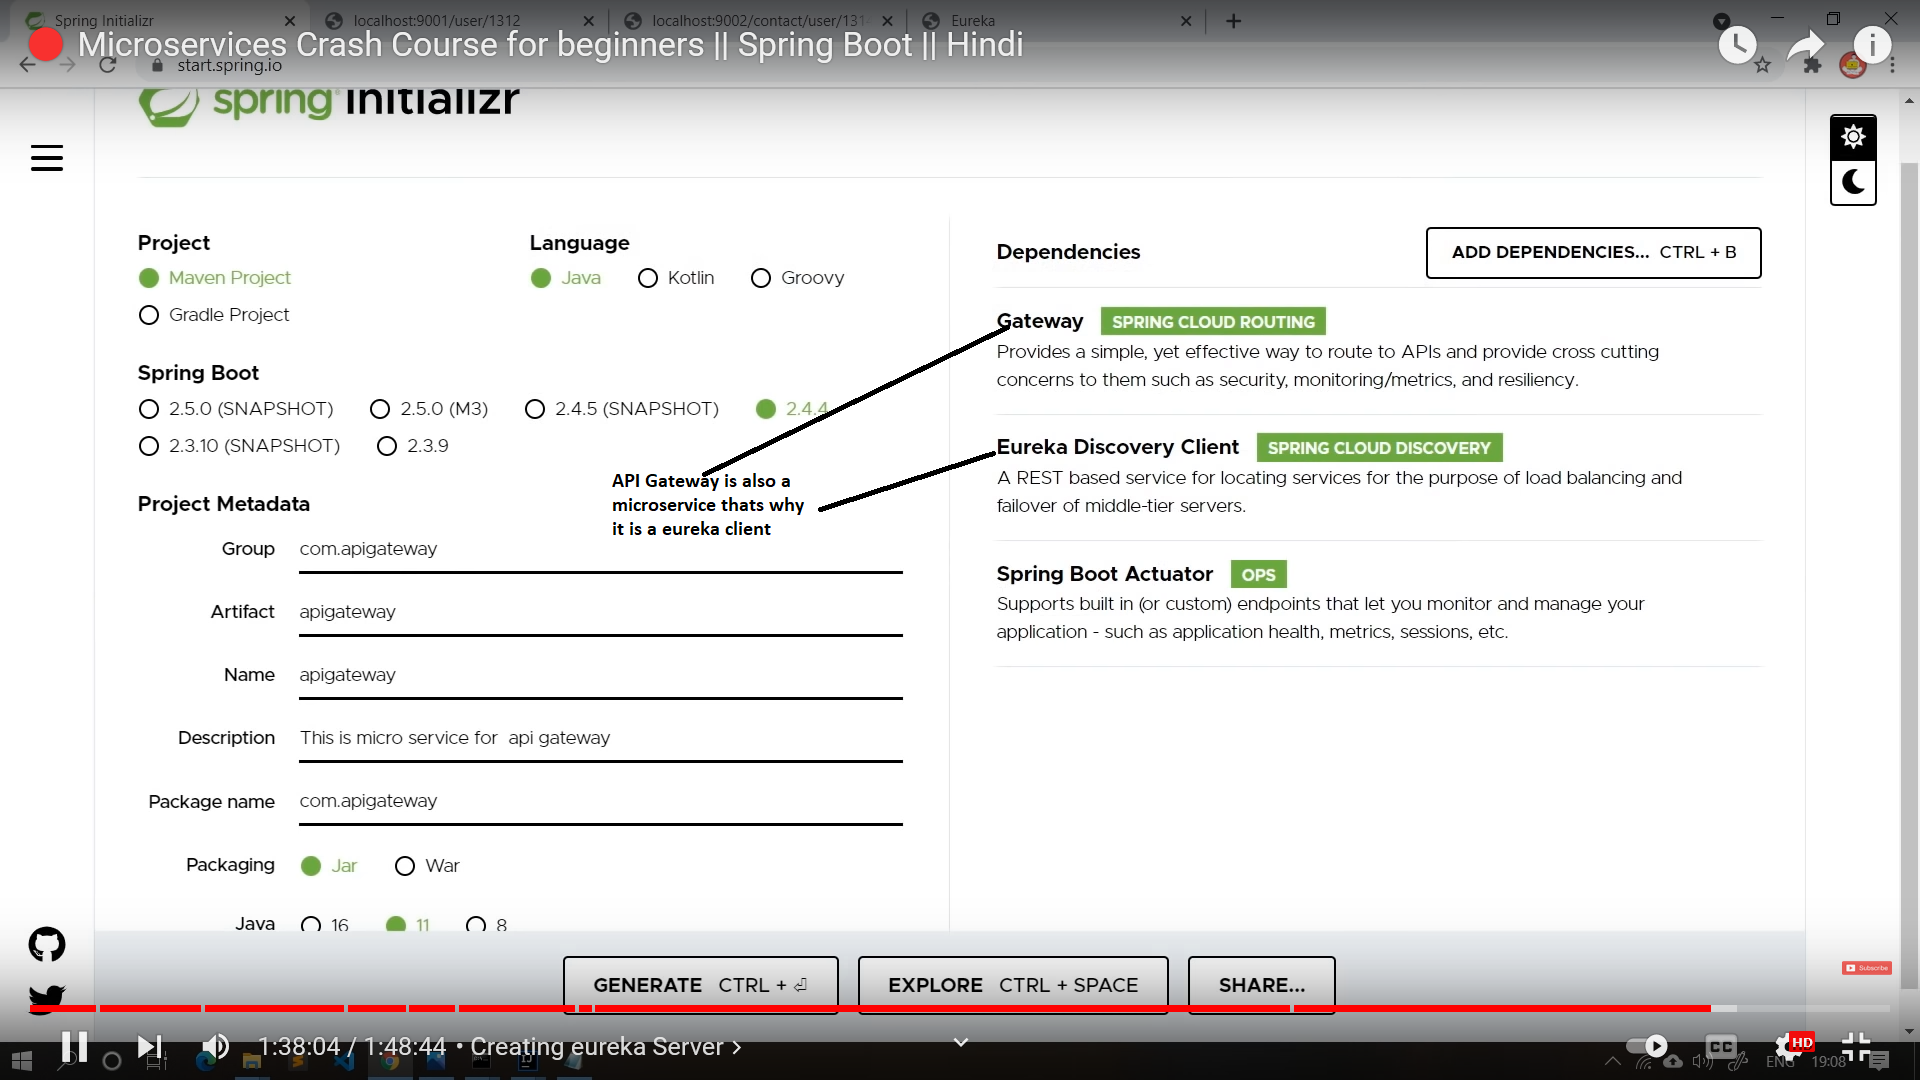 Spring Initializr
localhost:9001/user/1312
localhost:9002/contact/user/131
Eureka
Microservices Crash Course for beginners || Spring Boot || Hindi
start.spring.io
spring initializr
Project
Language
Maven Project
Java
Kotlin
Groovy
Gradle Project
Spring Boot
2.5.0 (SNAPSHOT)
2.5.0 (M3)
2.4.5 (SNAPSHOT)
2.4.4
2.3.10 (SNAPSHOT)
2.3.9
API Gateway is also a
microservice thats why
it is a eureka client
Project Metadata
Group com.apigateway
Artifact apigateway
Name apigateway
Description This is micro service for  api gateway
Package name com.apigateway
Packaging Jar War
Java 16 11 8
Dependencies
ADD DEPENDENCIES... CTRL + B
Gateway SPRING CLOUD ROUTING
Provides a simple, yet effective way to route to APIs and provide cross cutting
concerns to them such as security, monitoring/metrics, and resiliency.
Eureka Discovery Client SPRING CLOUD DISCOVERY
A REST based service for locating services for the purpose of load balancing and
failover of middle-tier servers.
Spring Boot Actuator OPS
Supports built in (or custom) endpoints that let you monitor and manage your
application - such as application health, metrics, sessions, etc.
GENERATE CTRL + ⏎
EXPLORE CTRL + SPACE
SHARE...
Subscribe
1:38:04 / 1:48:44 • Creating eureka Server
CC
HD
ENG
19:08